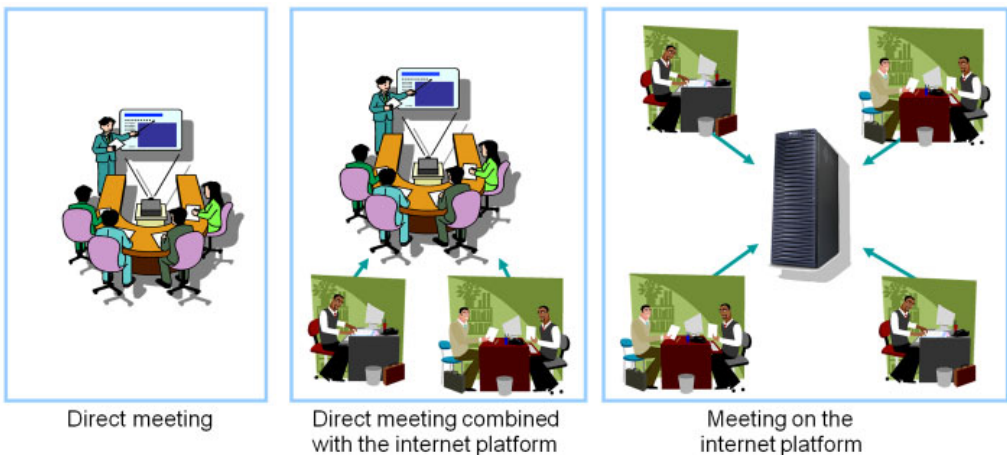 Direct meeting
Direct meeting combined
with the internet platform
Meeting on the
internet platform